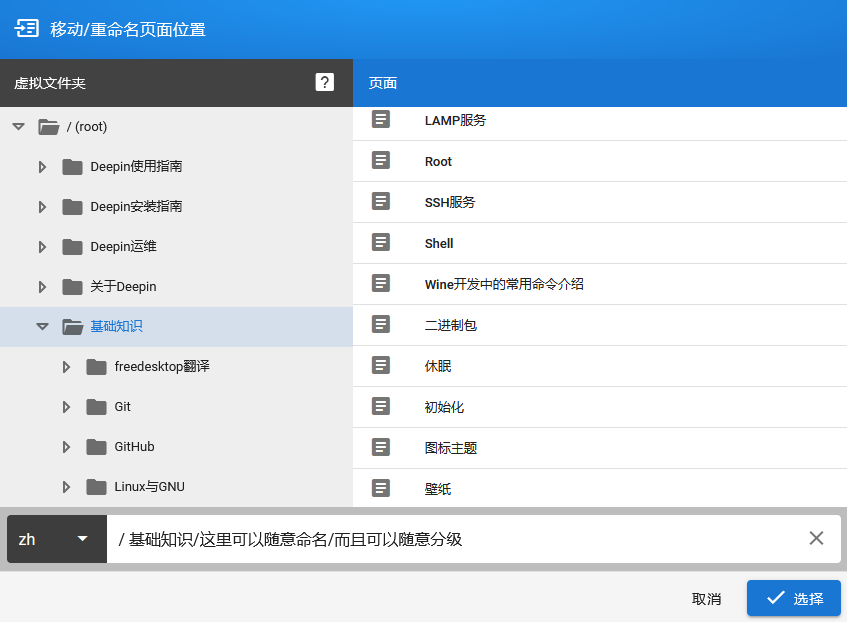 移动/重命名页面位置
虚拟文件夹
?
页面
/ (root)
Deepin使用指南
Deepin安装指南
Deepin运维
关于Deepin
基础知识
freedesktop翻译
Git
GitHub
Linux与GNU
LAMP服务
Root
SSH服务
Shell
Wine开发中的常用命令介绍
二进制包
休眠
初始化
图标主题
壁纸
zh
/ 基础知识/这里可以随意命名/而且可以随意分级
取消
选择